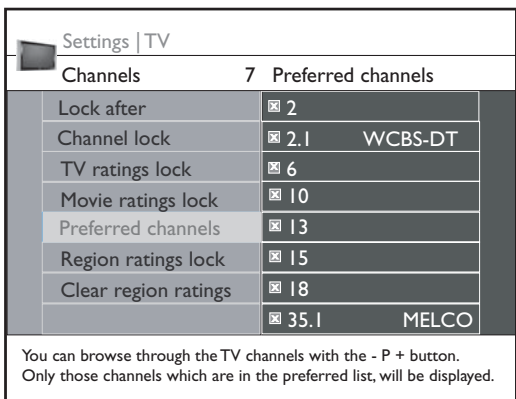 Settings | TV
Channels 7 Preferred channels
Lock after
Channel lock
TV ratings lock
Movie ratings lock
Preferred channels
Region ratings lock
Clear region ratings
2
2.1 WCBS-DT
6
10
13
15
18
35.1 MELCO
You can browse through the TV channels with the - P + button.
Only those channels which are in the preferred list, will be displayed.